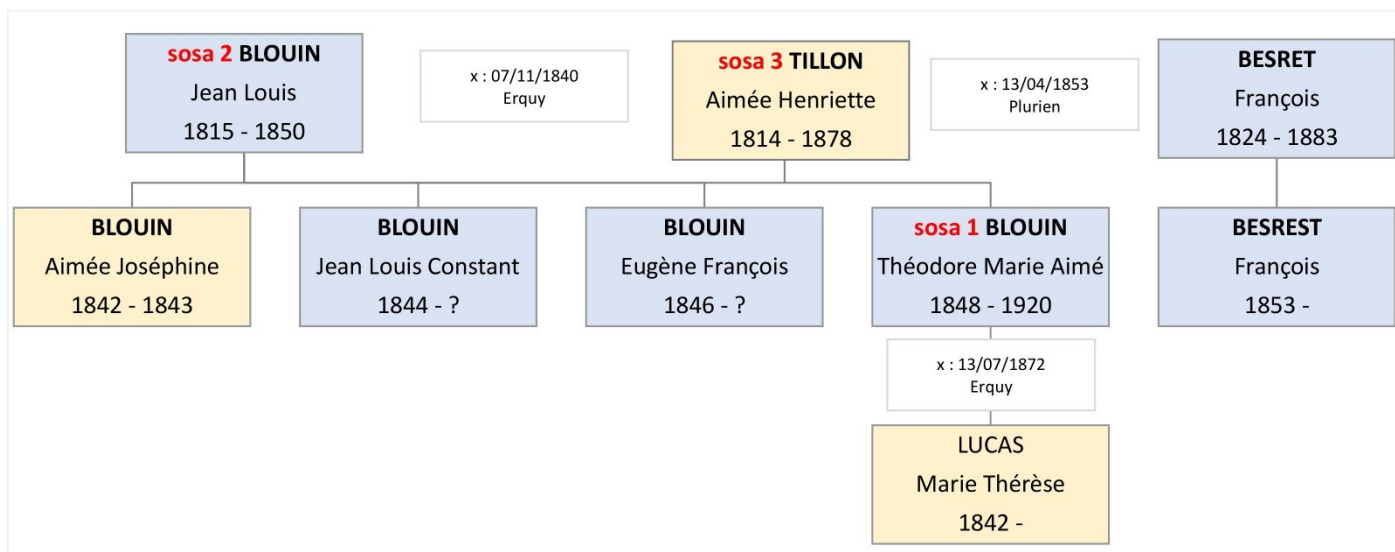 sosa 2 BLOUIN
Jean Louis
1815 - 1850
x : 07/11/1840
Erquy
sosa 3 TILLON
Aimée Henriette
1814 - 1878
x : 13/04/1853
Plurien
BESRET
François
1824 - 1883
BLOUIN
Aimée Joséphine
1842 - 1843
BLOUIN
Jean Louis Constant
1844 - ?
BLOUIN
Eugène François
1846 - ?
sosa 1 BLOUIN
Théodore Marie Aimé
1848 - 1920
BESREST
François
1853 -
x : 13/07/1872
Erquy
LUCAS
Marie Thérèse
1842 -